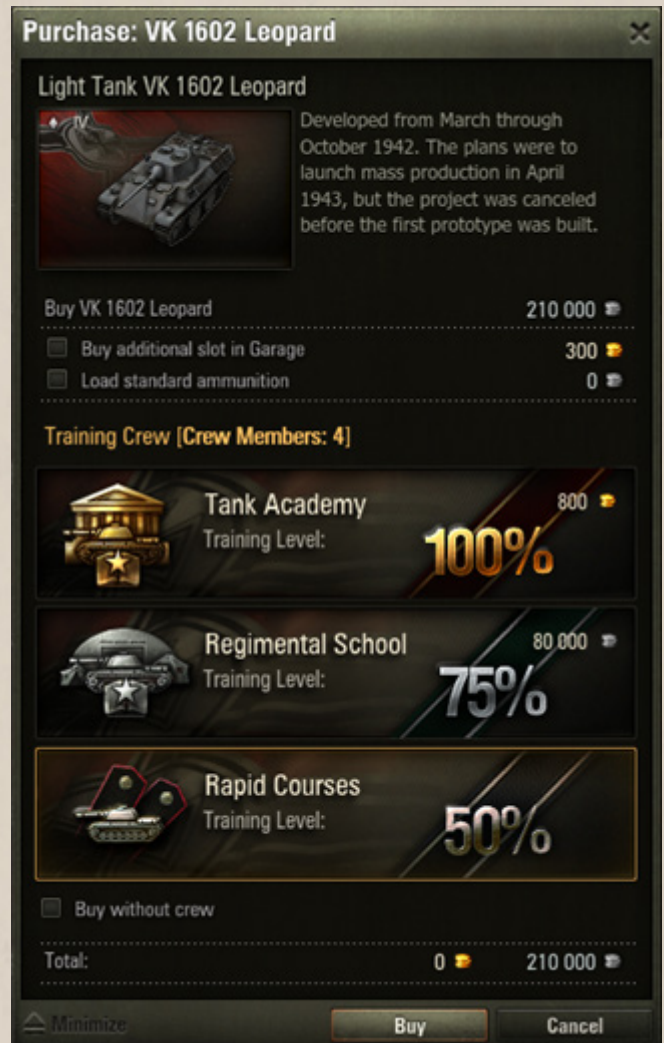 Purchase: VK 1602 Leopard
Light Tank VK 1602 Leopard
IV
Developed from March through
October 1942. The plans were to
launch mass production in April
1943, but the project was canceled
before the first prototype was built.
Buy VK 1602 Leopard 210 000
Buy additional slot in Garage 300
Load standard ammunition 0
Training Crew [Crew Members: 4]
Tank Academy 800
Training Level: 100%
Regimental School 80 000
Training Level: 75%
Rapid Courses
Training Level: 50%
Buy without crew
Total: 0 210 000
Minimize Buy Cancel